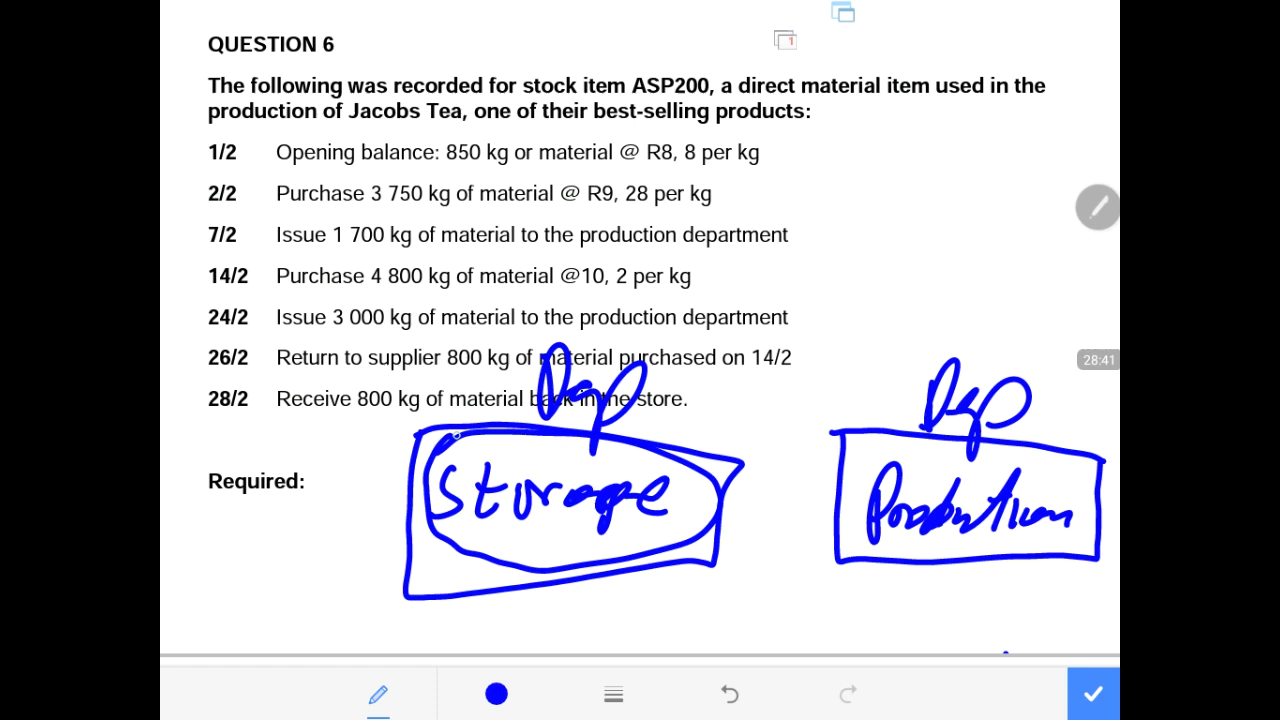 QUESTION 6
1
The following was recorded for stock item ASP200, a direct material item used in the
production of Jacobs Tea, one of their best-selling products:
1/2 Opening balance: 850 kg or material @ R8, 8 per kg
2/2 Purchase 3 750 kg of material @ R9, 28 per kg
7/2 Issue 1 700 kg of material to the production department
14/2 Purchase 4 800 kg of material @10, 2 per kg
24/2 Issue 3 000 kg of material to the production department
26/2 Return to supplier 800 kg of material purchased on 14/2
28:41
28/2 Receive 800 kg of material back in the store.
Dep
Dep
Required:
Storage
Production